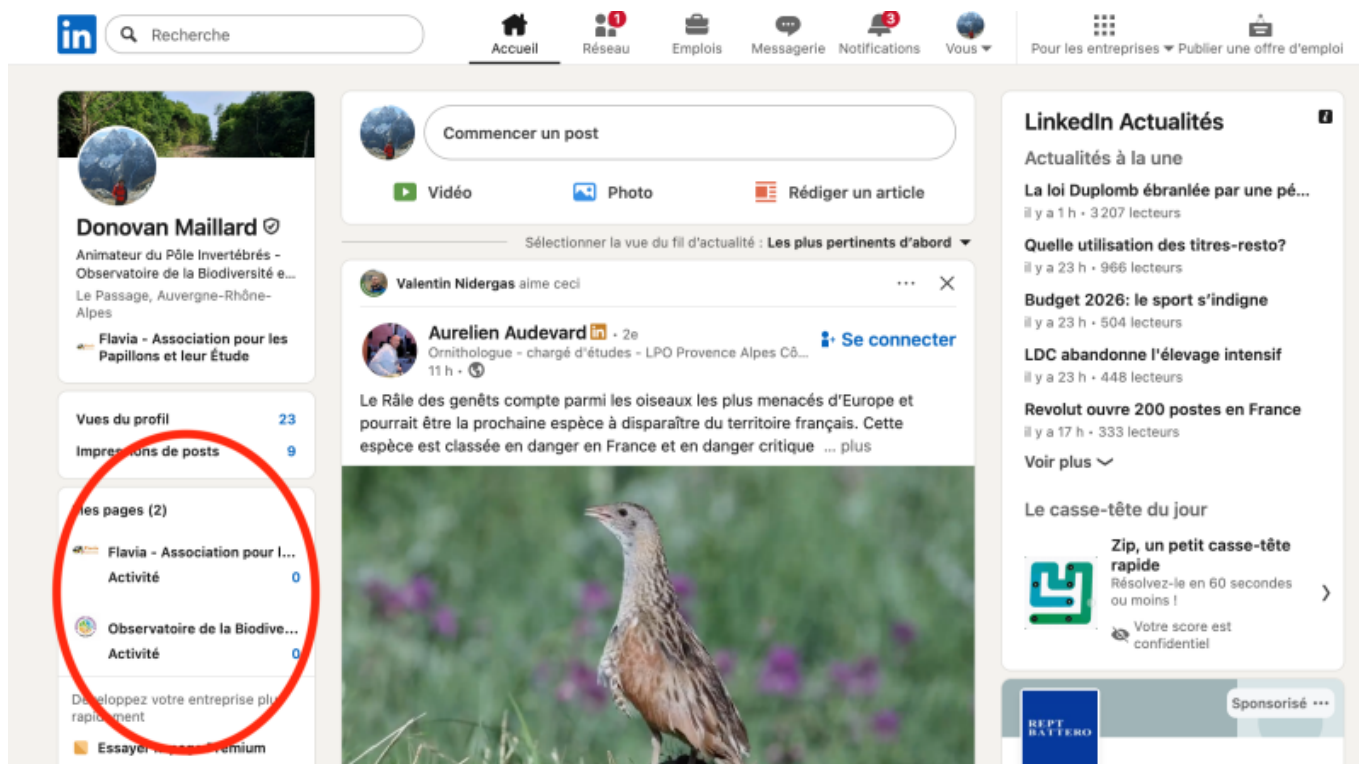 in
Recherche
Accueil
1
Réseau
Emplois
Messagerie
3
Notifications
Vous
Pour les entreprises
Publier une offre d'emploi
Donovan Maillard
Animateur du Pôle Invertébrés -
Observatoire de la Biodiversité e...
Le Passage, Auvergne-Rhône-
Alpes
Flavia - Association pour les
Papillons et leur Étude
Vues du profil 23
Impressions de posts 9
Mes pages (2)
Flavia - Association pour l...
Activité 0
Observatoire de la Biodive...
Activité 0
Développez votre entreprise plus
rapidement
Essayer Premium
Commencer un post
Vidéo
Photo
Rédiger un article
Sélectionner la vue du fil d'actualité : Les plus pertinents d'abord
Valentin Nidergas aime ceci
Aurelien Audevard in • 2e
Ornithologue - chargé d'études - LPO Provence Alpes Cô...
11 h •
Se connecter
Le Râle des genêts compte parmi les oiseaux les plus menacés d'Europe et
pourrait être la prochaine espèce à disparaître du territoire français. Cette
espèce est classée en danger en France et en danger critique ... plus
LinkedIn Actualités
Actualités à la une
La loi Duplomb ébranlée par une pé...
il y a 1 h • 3 207 lecteurs
Quelle utilisation des titres-resto?
il y a 23 h • 966 lecteurs
Budget 2026: le sport s'indigne
il y a 23 h • 504 lecteurs
LDC abandonne l'élevage intensif
il y a 23 h • 448 lecteurs
Revolut ouvre 200 postes en France
il y a 17 h • 333 lecteurs
Voir plus
Le casse-tête du jour
Zip, un petit casse-tête
rapide
Résolvez-le en 60 secondes
ou moins !
Votre score est
confidentiel
Sponsorisé
REPT
BATTERO